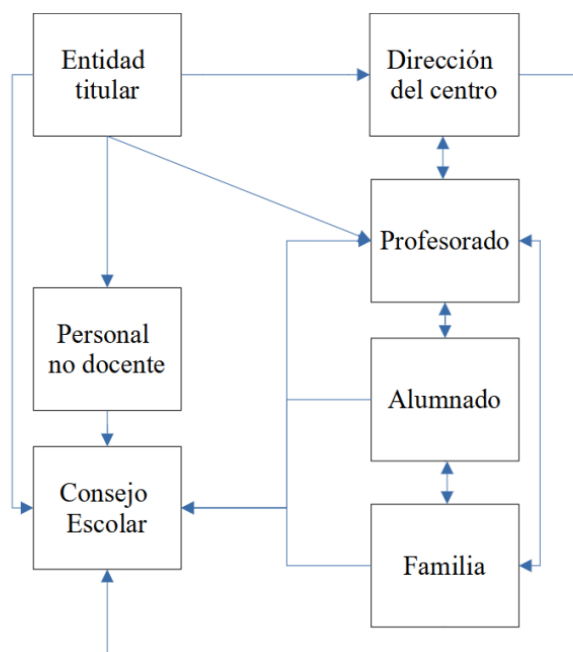 Entidad
titular
Dirección
del centro
Profesorado
Personal
no docente
Alumnado
Consejo
Escolar
Familia